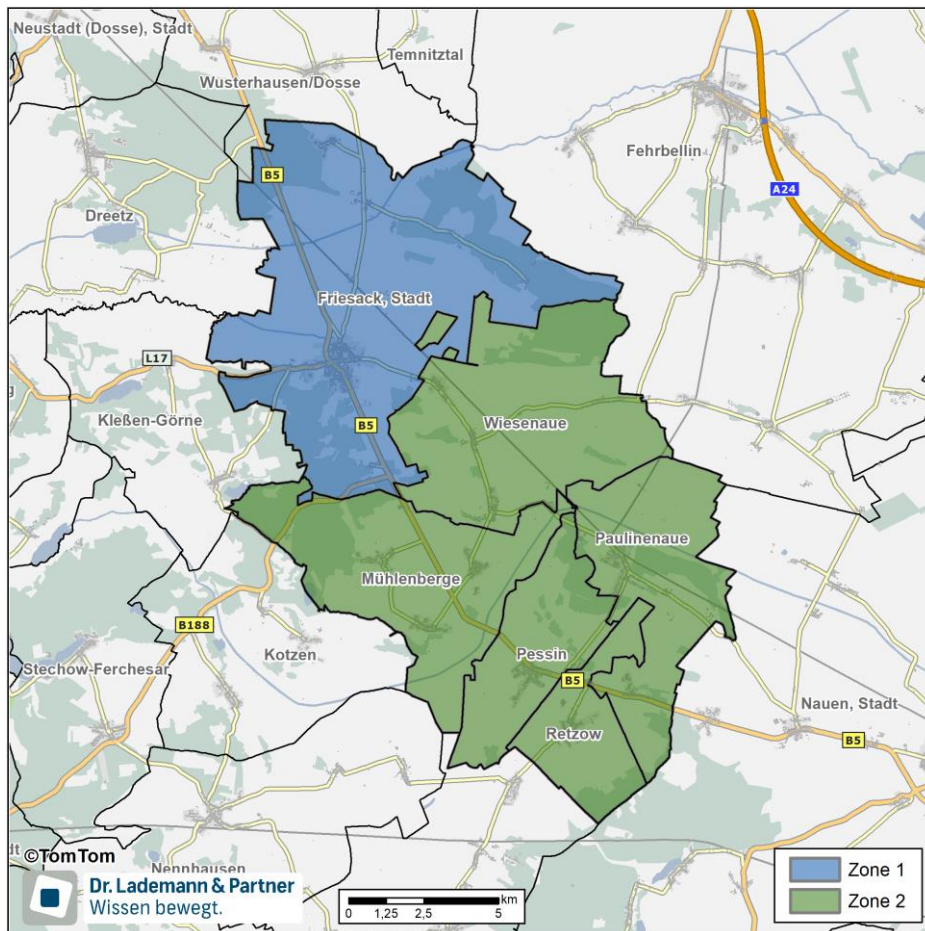 Neustadt (Dosse), Stadt
Temnitztal
Wusterhausen/Dosse
Fehrbellin
B5
A24
Dreetz
Friesack, Stadt
L17
Kleßen-Görne
B5
Wiesenaue
Paulinenaue
Mühlenberge
B188
Kotzen
Pessin
Stechow-Ferchesar
B5
Nauen, Stadt
Retzow
B5
©TomTom
Nennhausen
Dr. Lademann & Partner
Wissen bewegt.
km
0 1,25 2,5 5
Zone 1
Zone 2